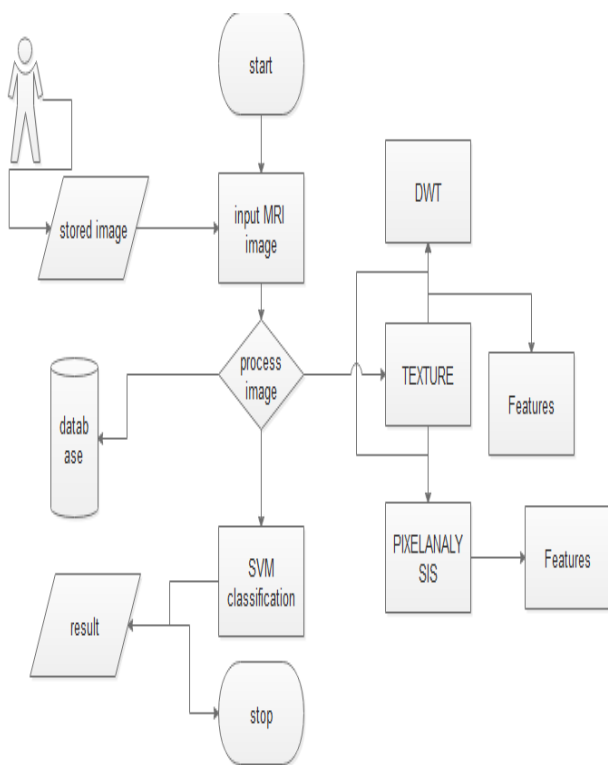 start
DWT
stored image
input MRI
image
process
image
TEXTURE
Features
datab
ase
SVM
classification
PIXELANALY
SIS
Features
result
stop